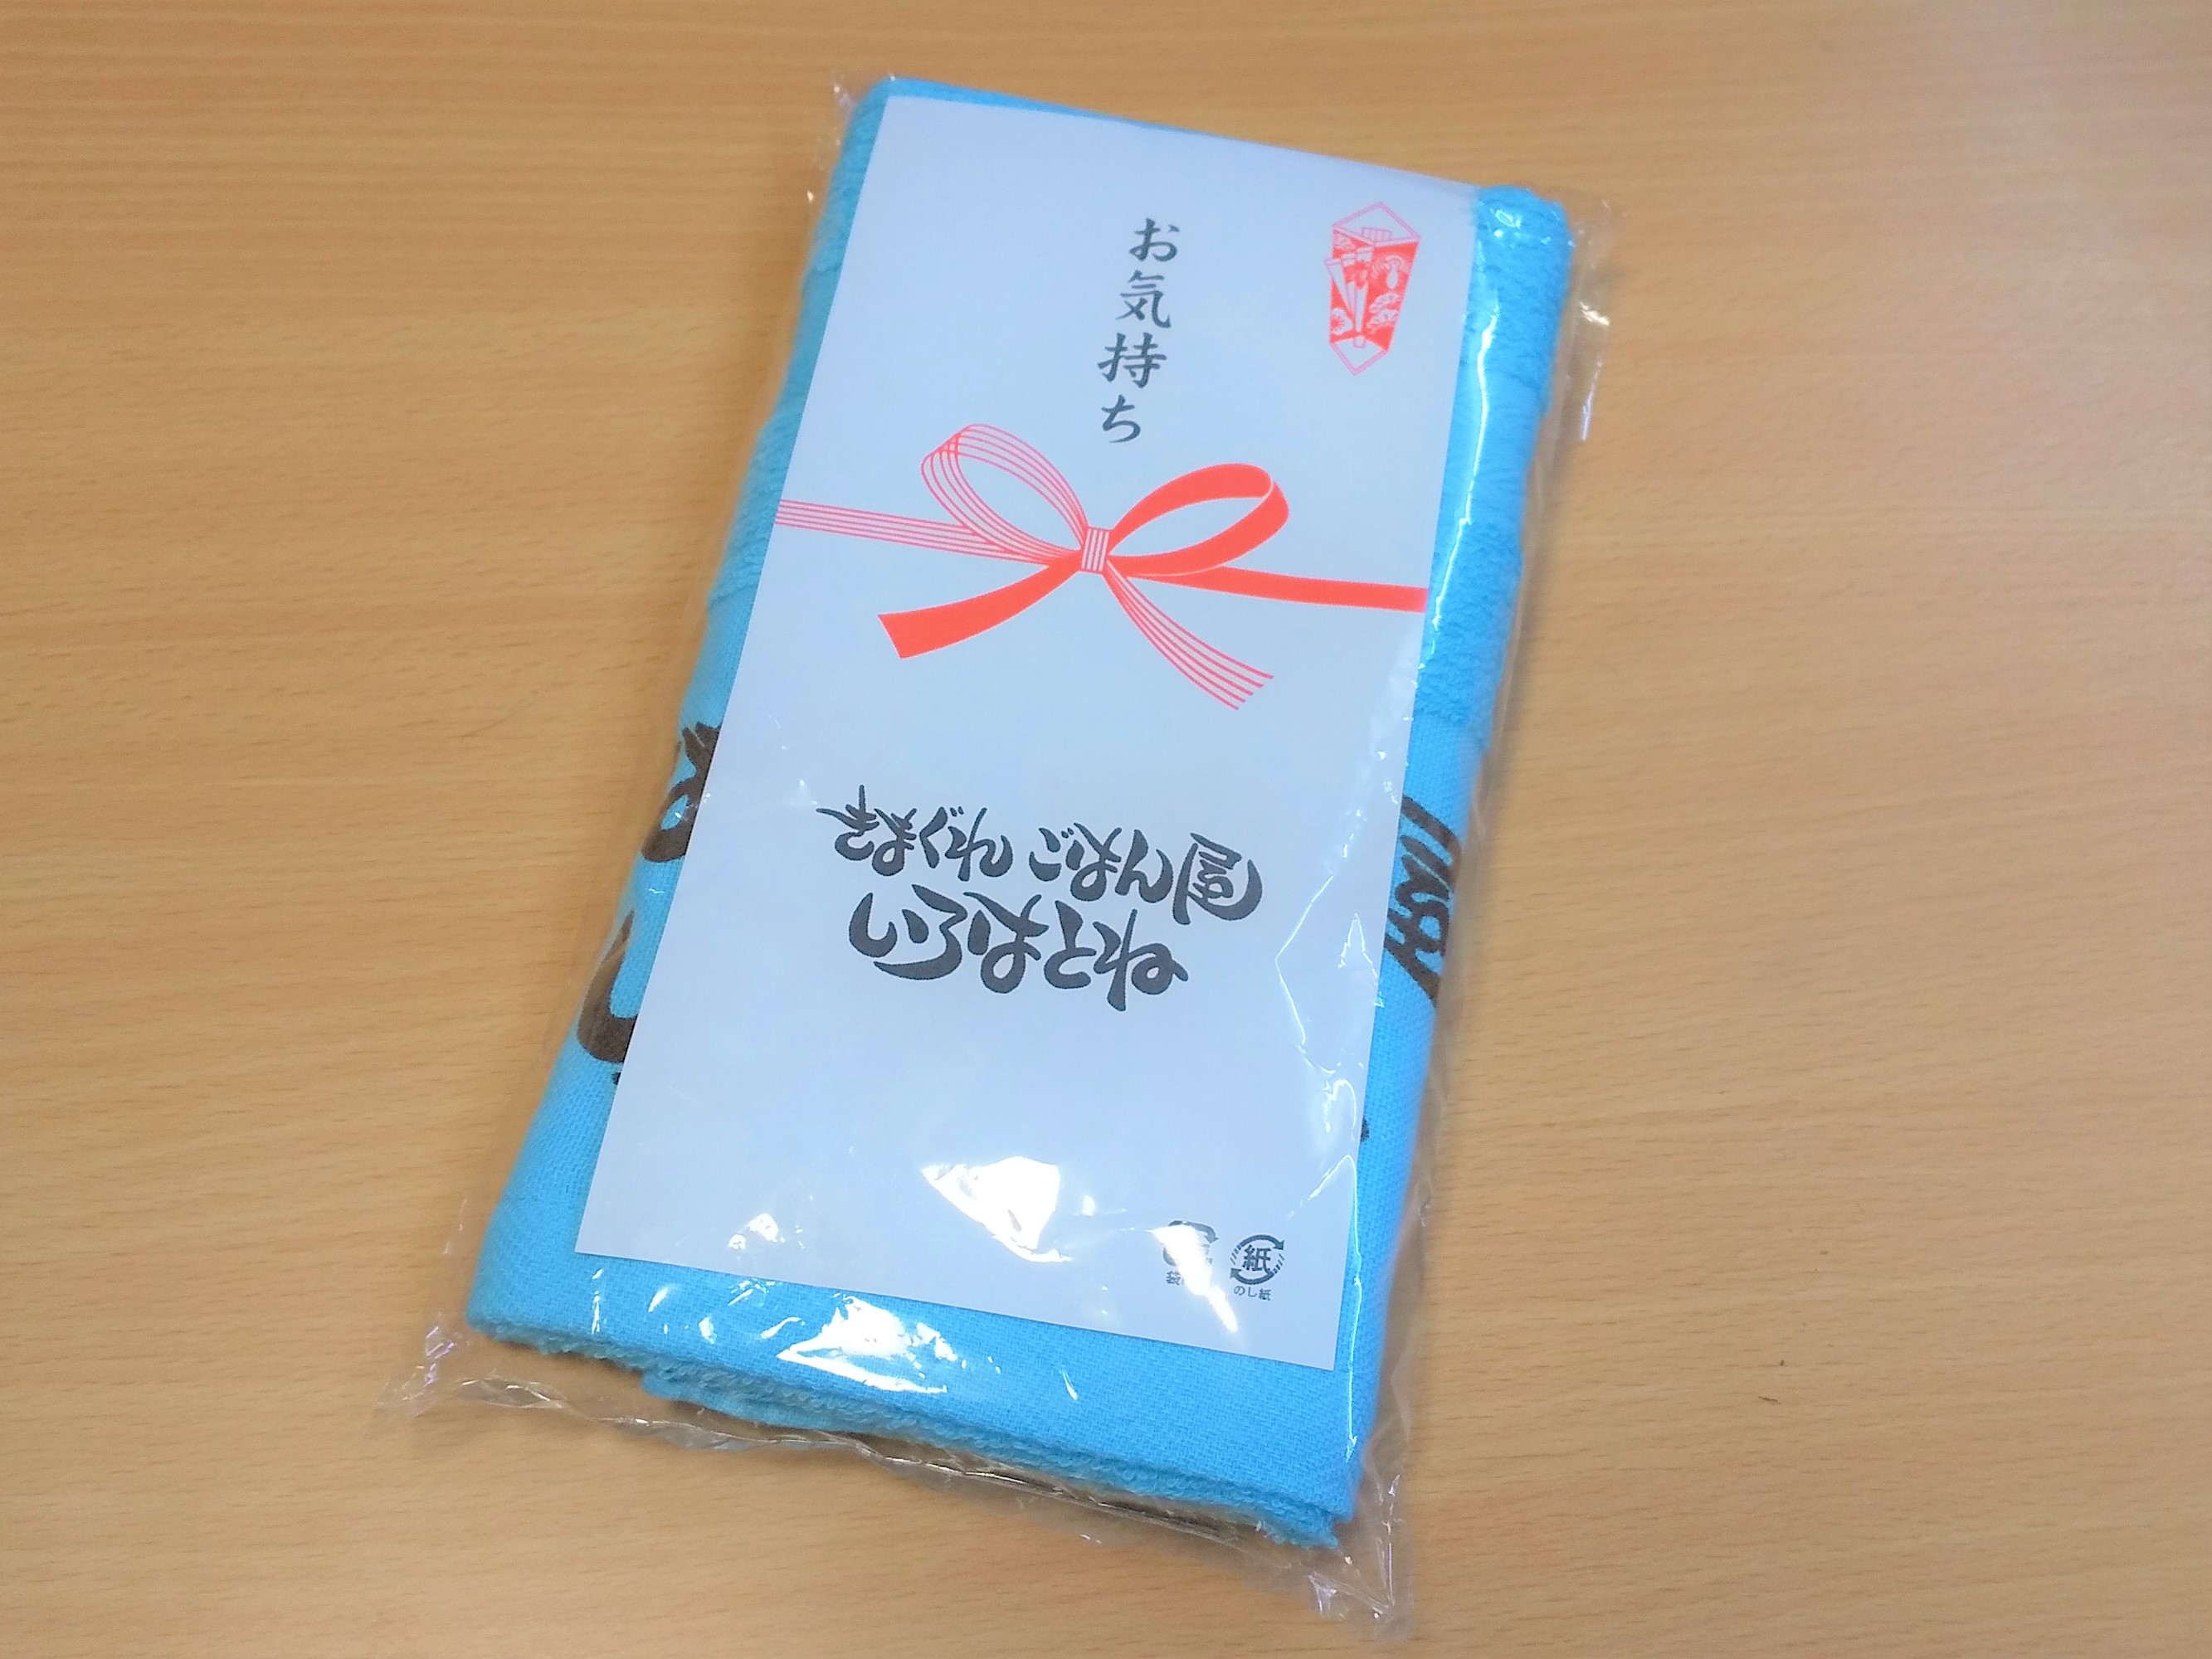 お気持ち
きまぐれ ごはん屋
いろはとね
紙
のし紙